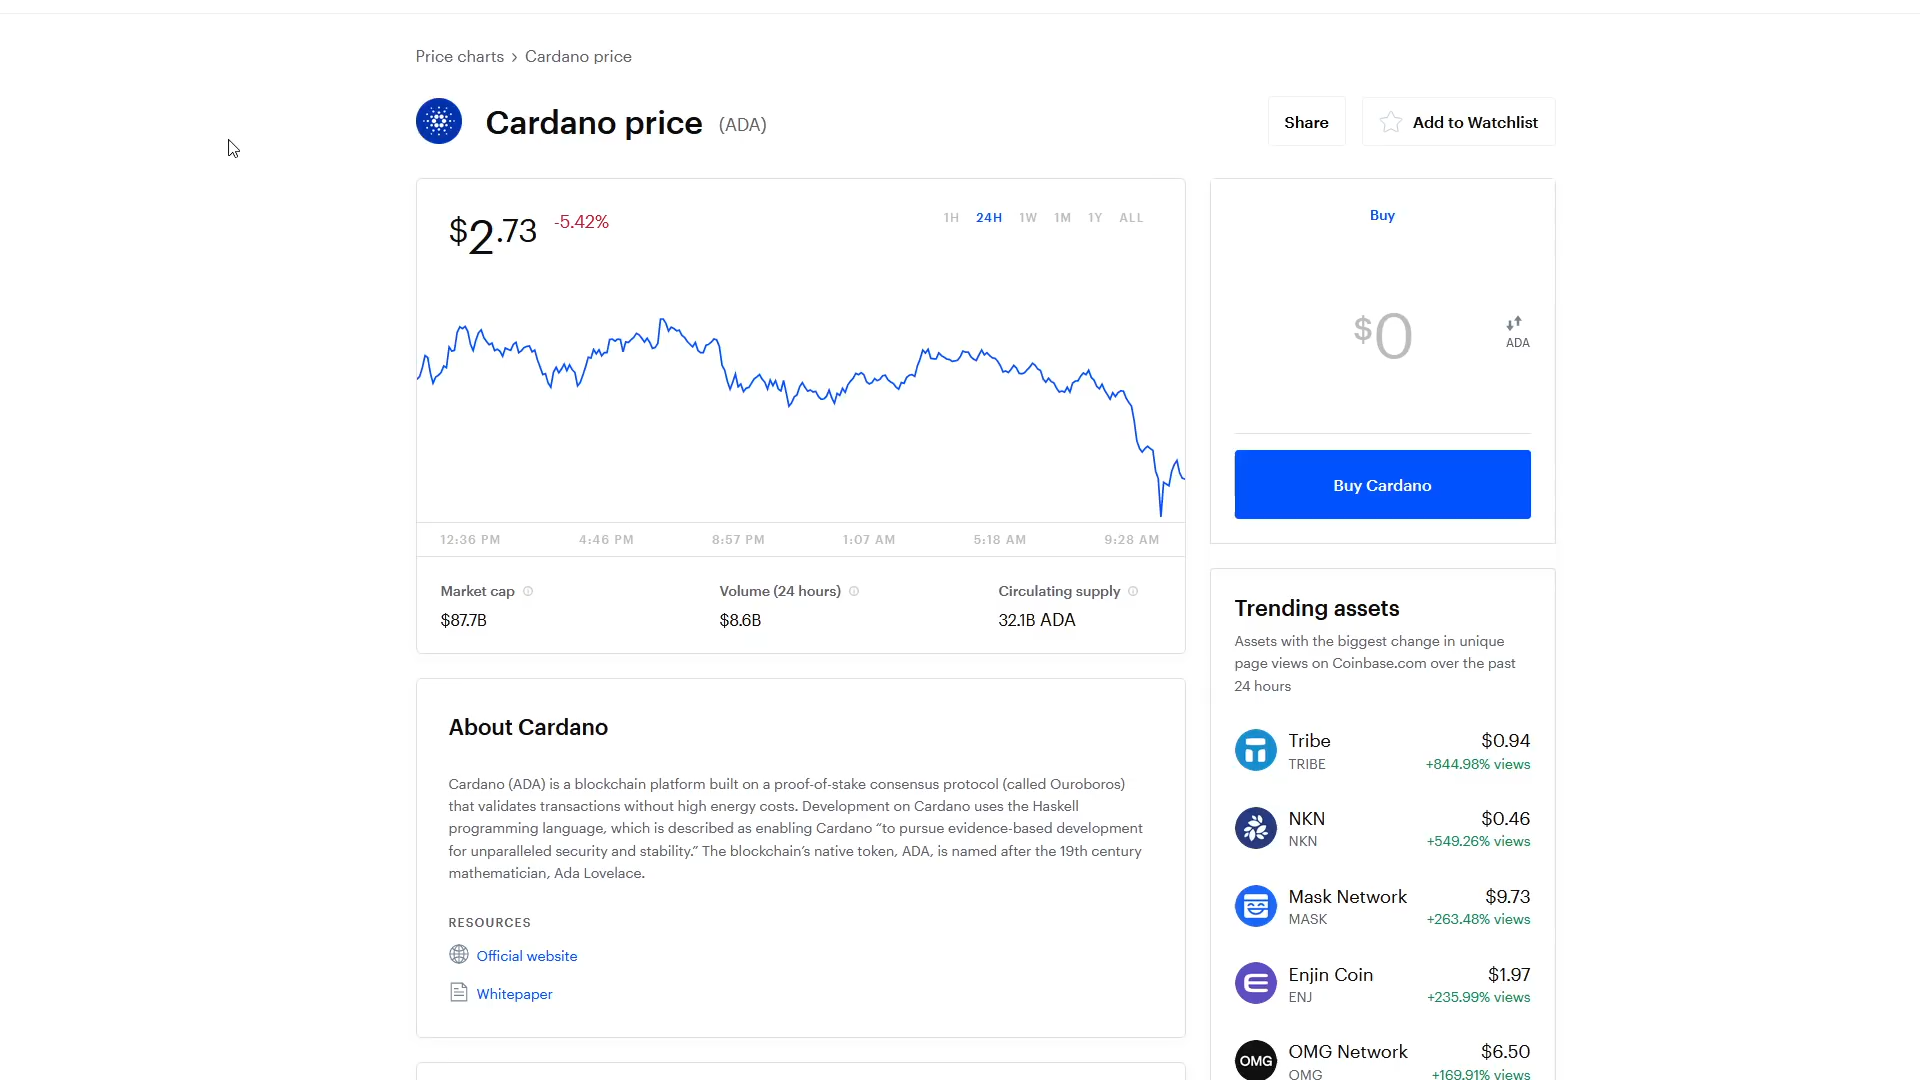 Price charts > Cardano price
Cardano price (ADA)
Share
Add to Watchlist
$2.73 -5.42%
1H 24H 1W 1M 1Y ALL
12:36 PM 4:46 PM 8:57 PM 1:07 AM 5:18 AM 9:28 AM
Market cap
$87.7B
Volume (24 hours)
$8.6B
Circulating supply
32.1B ADA
About Cardano
Cardano (ADA) is a blockchain platform built on a proof-of-stake consensus protocol (called Ouroboros)
that validates transactions without high energy costs. Development on Cardano uses the Haskell
programming language, which is described as enabling Cardano “to pursue evidence-based development
for unparalleled security and stability.” The blockchain’s native token, ADA, is named after the 19th century
mathematician, Ada Lovelace.
RESOURCES
Official website
Whitepaper
Buy
$0
ADA
Buy Cardano
Trending assets
Assets with the biggest change in unique
page views on Coinbase.com over the past
24 hours
Tribe $0.94
TRIBE +844.98% views
NKN $0.46
NKN +549.26% views
Mask Network $9.73
MASK +263.48% views
Enjin Coin $1.97
ENJ +235.99% views
OMG
OMG Network $6.50
OMG +169.91% views